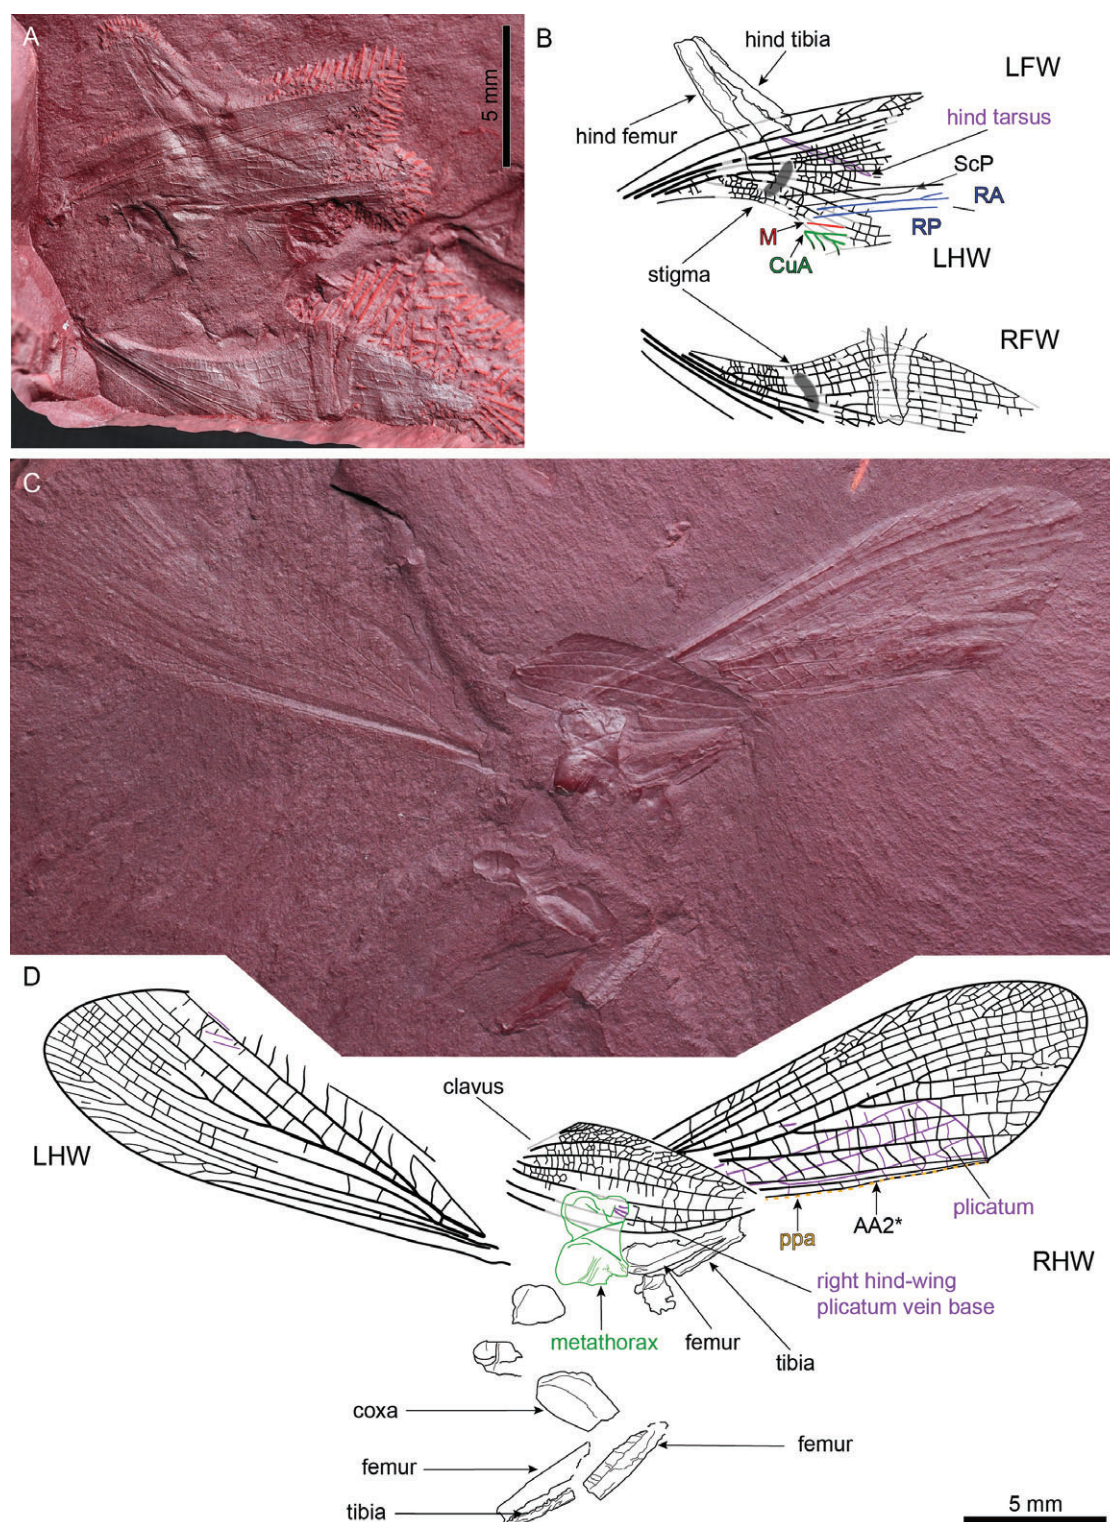 A
5 mm
B
hind tibia
LFW
hind femur
hind tarsus
ScP
RA
RP
M
CuA
LHW
stigma
RFW
C
D
clavus
LHW
plicatum
AA2*
ppa
RHW
right hind-wing
plicatum vein base
metathorax
femur
tibia
coxa
femur
femur
tibia
5 mm